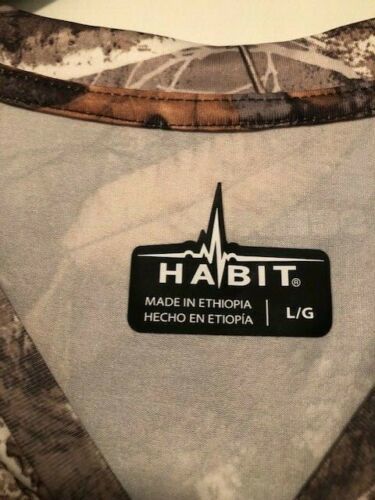 HABIT®
MADE IN ETHIOPIA
HECHO EN ETIOPÍA
L/G